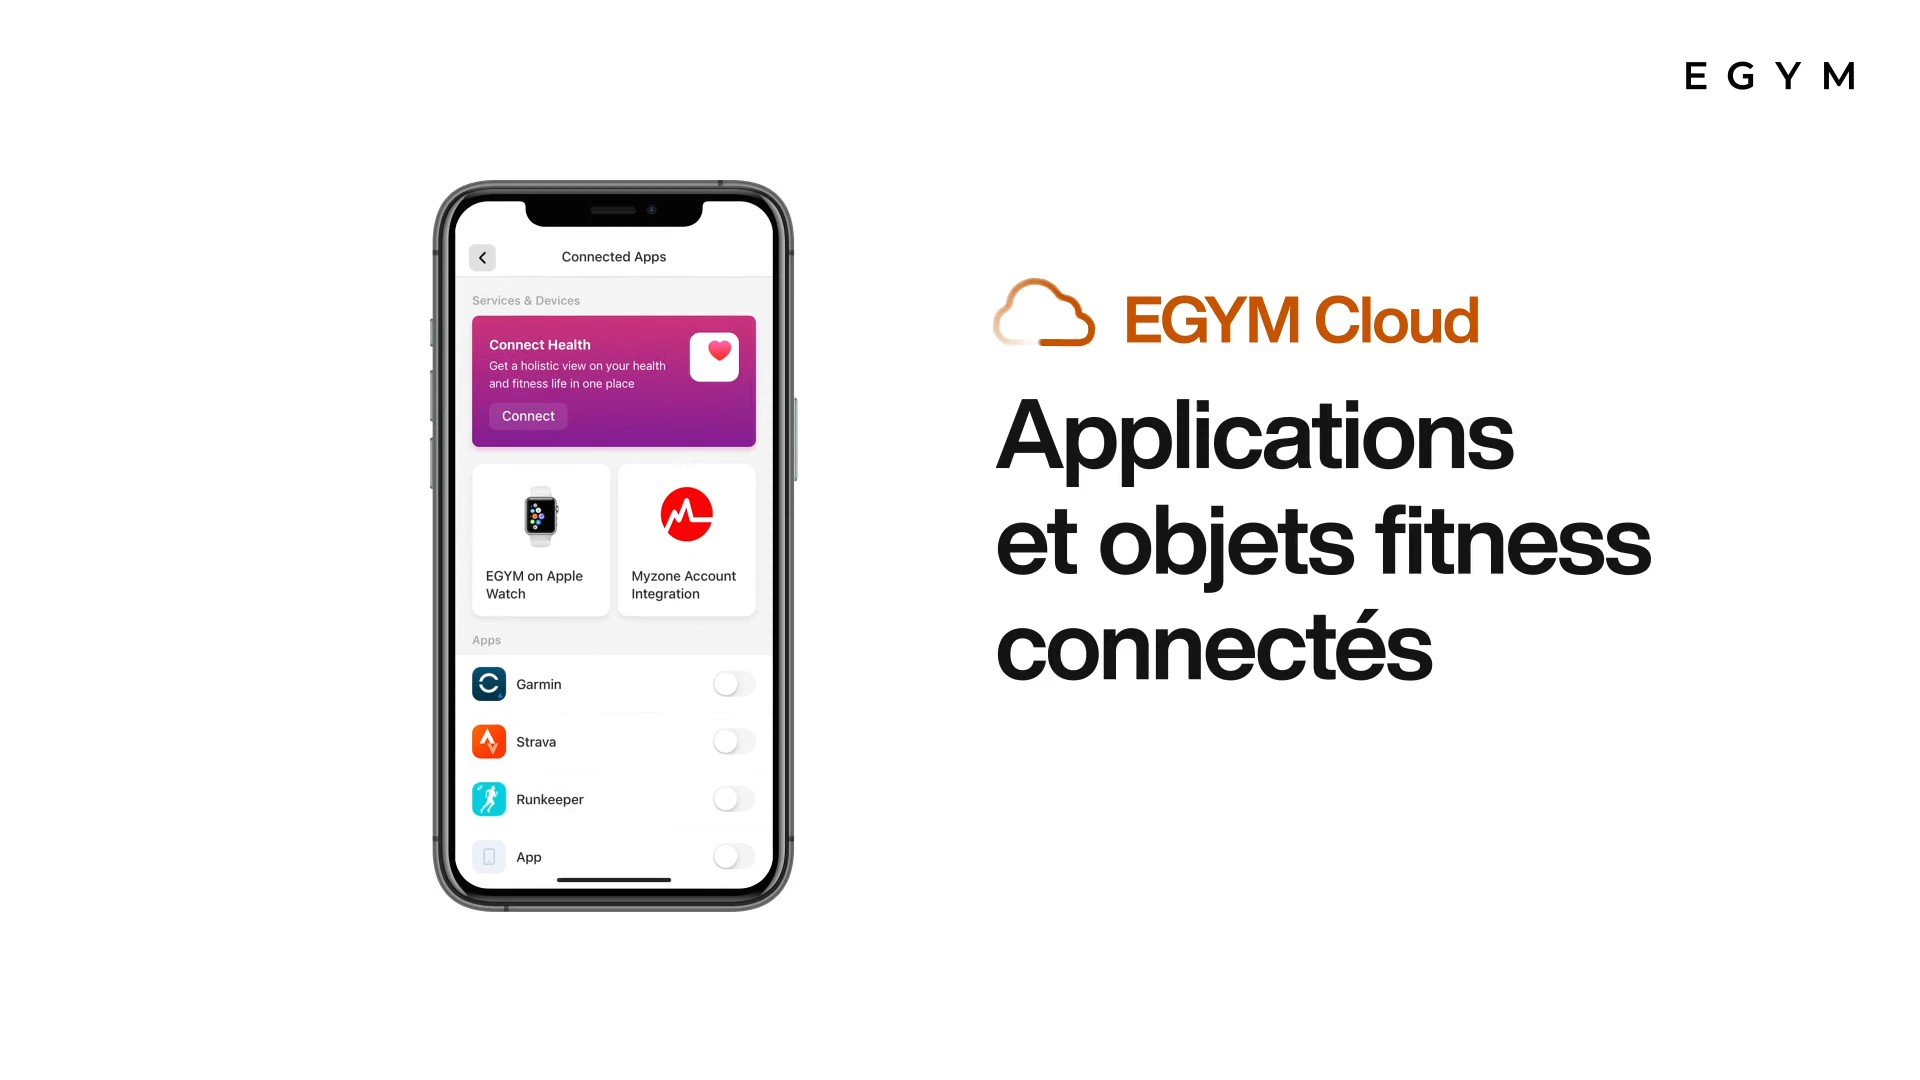 EGYM
Connected Apps
Services & Devices
Connect Health
Get a holistic view on your health
and fitness life in one place
Connect
EGYM on Apple
Watch
Myzone Account
Integration
Apps
Garmin
Strava
Runkeeper
App
EGYM Cloud
Applications
et objets fitness
connectés